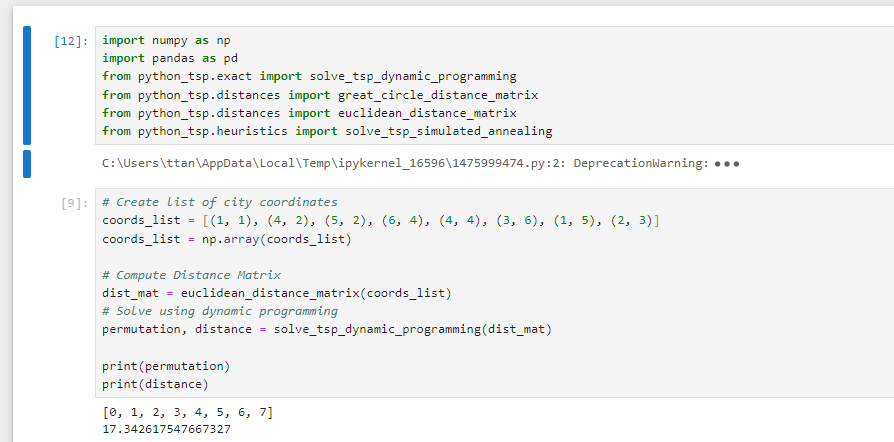 [12]: import numpy as np
import pandas as pd
from python_tsp.exact import solve_tsp_dynamic_programming
from python_tsp.distances import great_circle_distance_matrix
from python_tsp.distances import euclidean_distance_matrix
from python_tsp.heuristics import solve_tsp_simulated_annealing
C:\Users\ttan\AppData\Local\Temp\ipykernel_16596\1475999474.py:2: DeprecationWarning: •••
[9]: # Create list of city coordinates
coords_list = [(1, 1), (4, 2), (5, 2), (6, 4), (4, 4), (3, 6), (1, 5), (2, 3)]
coords_list = np.array(coords_list)
# Compute Distance Matrix
dist_mat = euclidean_distance_matrix(coords_list)
# Solve using dynamic programming
permutation, distance = solve_tsp_dynamic_programming(dist_mat)
print(permutation)
print(distance)
[0, 1, 2, 3, 4, 5, 6, 7]
17.342617547667327